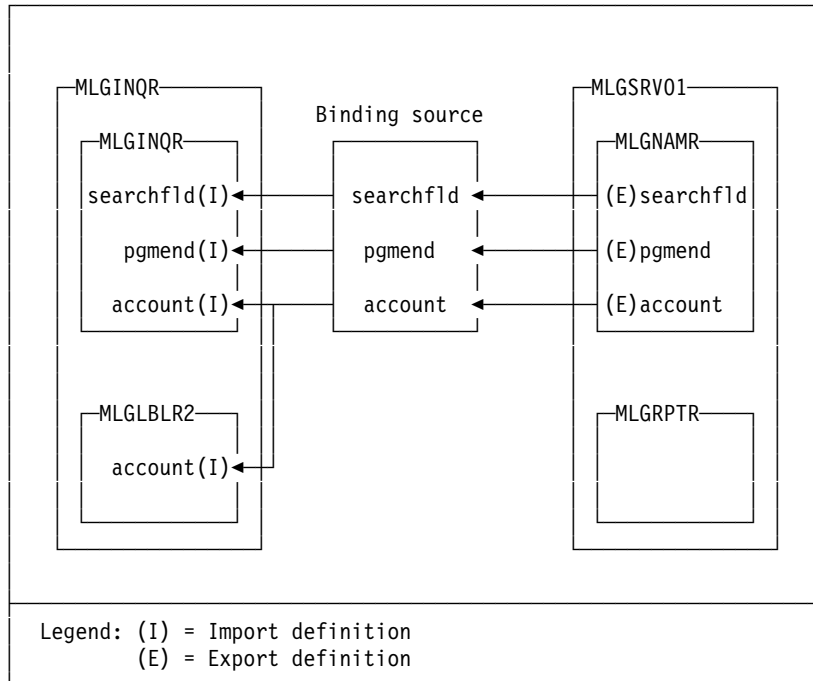 MLGINQR MLGSRV01
Binding source
MLGINQR MLGNAMR
searchfld(I) searchfld (E)searchfld
pgmend(I) pgmend (E)pgmend
account(I) account (E)account
MLGLBLR2 MLGRPTR
account(I)
Legend: (I) = Import definition
(E) = Export definition